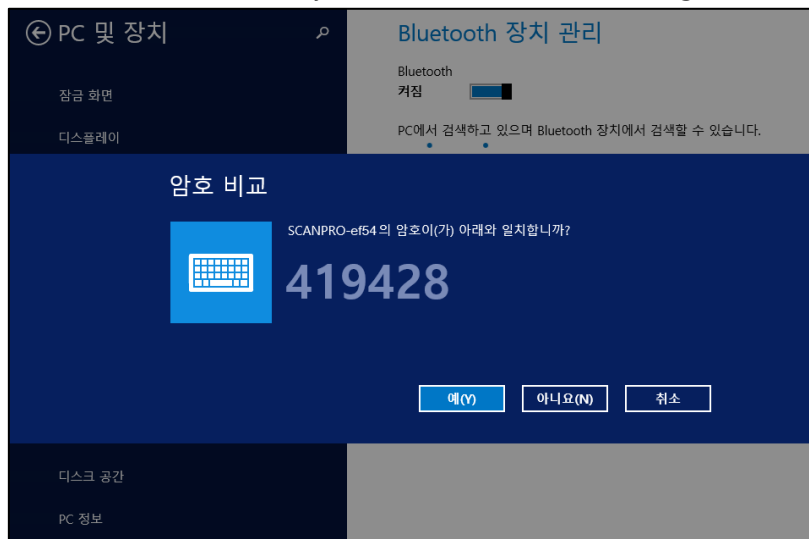 PC 및 장치
잠금 화면
디스플레이
Bluetooth 장치 관리
Bluetooth
켜짐
PC에서 검색하고 있으며 Bluetooth 장치에서 검색할 수 있습니다.
암호 비교
SCANPRO-ef54 의 암호이(가) 아래와 일치합니까?
419428
예(Y) 아니요(N) 취소
디스크 공간
PC 정보